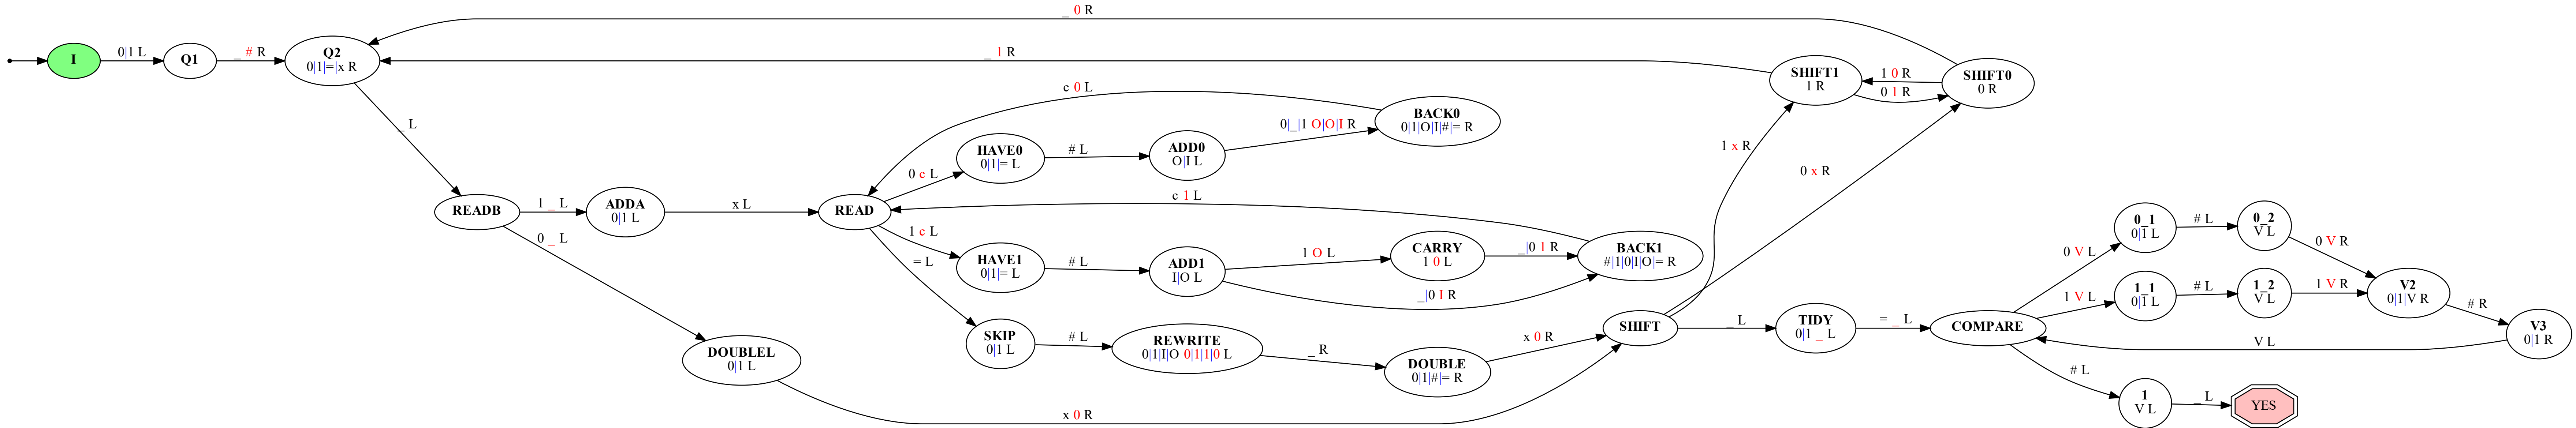 _ 0 R
I
0|1 L
Q1
_ # R
Q2
0|1|=|x R
_ 1 R
SHIFT1
1 R
1 0 R
0 1 R
SHIFT0
0 R
c 0 L
BACK0
0|1|O|I|#|= R
_ L
HAVE0
0|1|= L
# L
ADD0
O|I L
0|_|1 O|O|I R
1 x R
0 x R
0 c L
READB
1 _ L
ADDA
0|1 L
x L
READ
c 1 L
0 _ L
1 c L
= L
HAVE1
0|1|= L
# L
ADD1
I|O L
1 O L
CARRY
1 0 L
_|0 1 R
BACK1
#|1|0|I|O|= R
_|0 I R
0_1
0|1 L
# L
0_2
V L
0 V R
0 V L
1 V L
1_1
0|1 L
# L
1_2
V L
1 V R
V2
0|1|V R
# R
V3
0|1 R
V L
DOUBLEL
0|1 L
SKIP
0|1 L
# L
REWRITE
0|1|I|O 0|1|1|0 L
_ R
DOUBLE
0|1|#|= R
x 0 R
SHIFT
_ L
TIDY
0|1 _ L
= _ L
COMPARE
# L
1
V L
_ L
YES
x 0 R